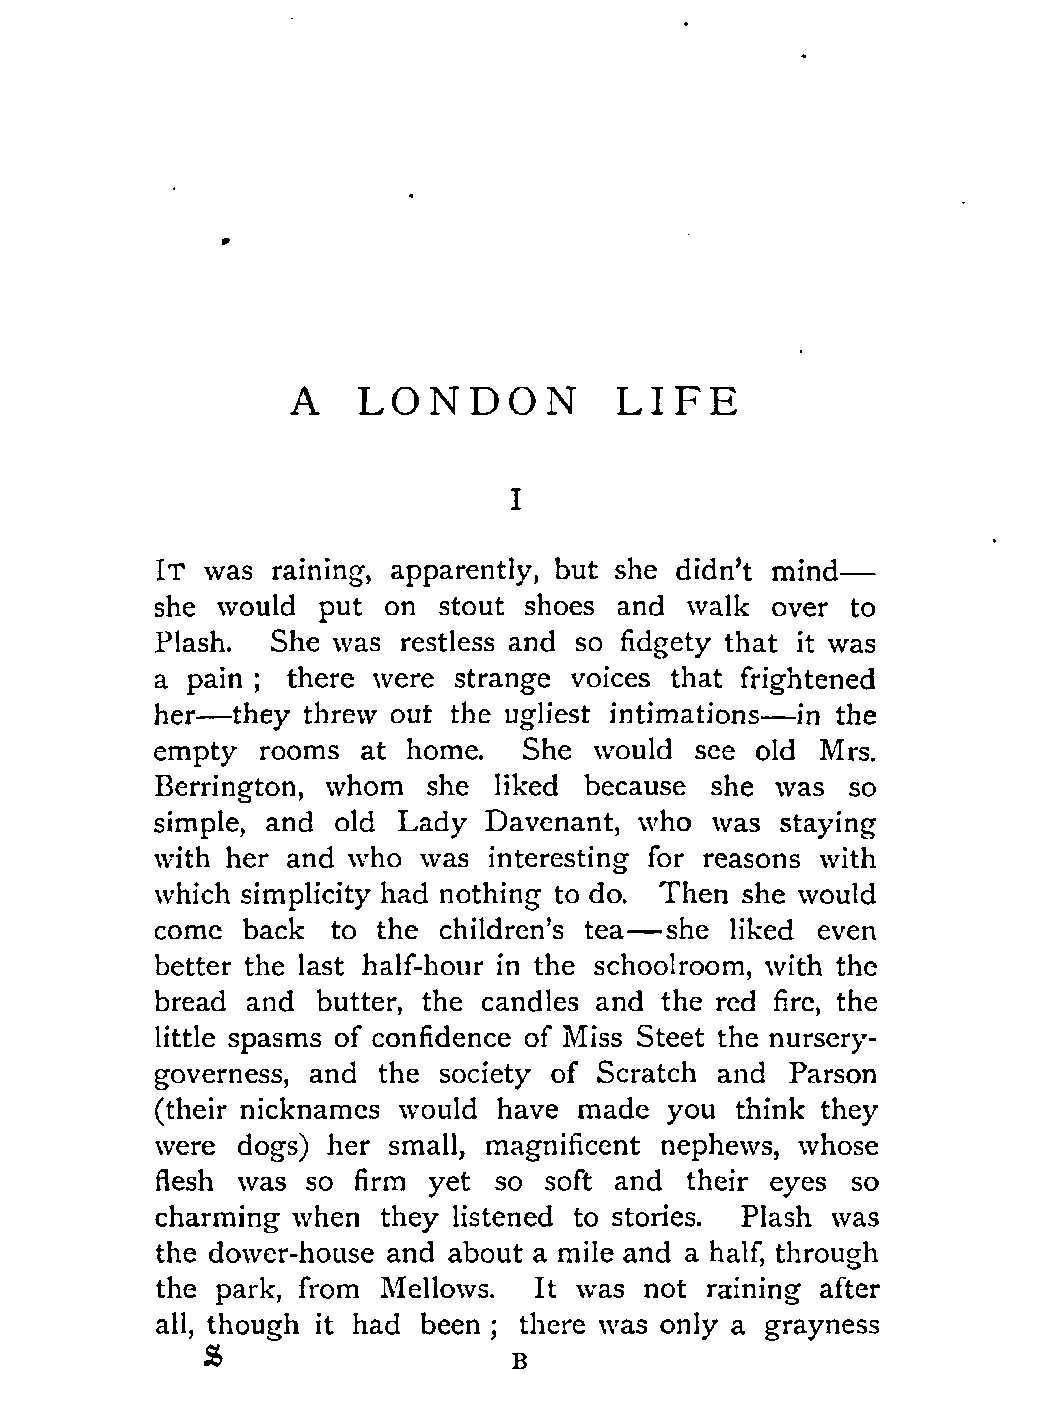 A LONDON LIFE
I
IT was raining, apparently, but she didn't mind—
she would put on stout shoes and walk over to
Plash. She was restless and so fidgety that it was
a pain ; there were strange voices that frightened
her—they threw out the ugliest intimations—in the
empty rooms at home. She would see old Mrs.
Berrington, whom she liked because she was so
simple, and old Lady Davenant, who was staying
with her and who was interesting for reasons with
which simplicity had nothing to do. Then she would
come back to the children's tea—she liked even
better the last half-hour in the schoolroom, with the
bread and butter, the candles and the red fire, the
little spasms of confidence of Miss Steet the nursery-
governess, and the society of Scratch and Parson
(their nicknames would have made you think they
were dogs) her small, magnificent nephews, whose
flesh was so firm yet so soft and their eyes so
charming when they listened to stories. Plash was
the dower-house and about a mile and a half, through
the park, from Mellows. It was not raining after
all, though it had been ; there was only a grayness
S B